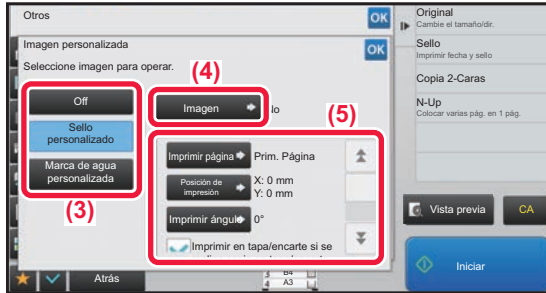 Otros
OK
Imagen personalizada
OK
Seleccione imagen para operar.
(4)
Off
Imagen
Sello
personalizado
(5)
Marca de agua
personalizada
(3)
Imprimir página
Prim. Página
Posición de
impresión
X: 0 mm
Y: 0 mm
Imprimir ángulo
0°
Imprimir en tapa/encarte si se
Atrás
3 B4
4 A3
Original
Cambie el tamaño/dir.
Sello
Imprimir fecha y sello
Copia 2-Caras
N-Up
Colocar varias pág. en 1 pág.
Vista previa
CA
Iniciar